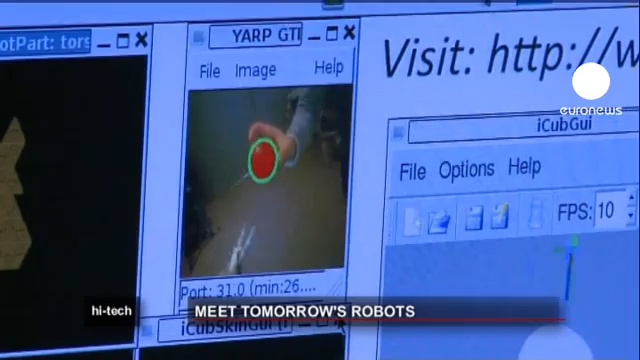 otPart: tors
YARP GTI
File Image Help
Visit: http://w
euronews
iCubGui
File Options Help
FPS: 10
Port: 31.0 (min:26....
hi-tech
MEET TOMORROW'S ROBOTS
iCubSkinGui (